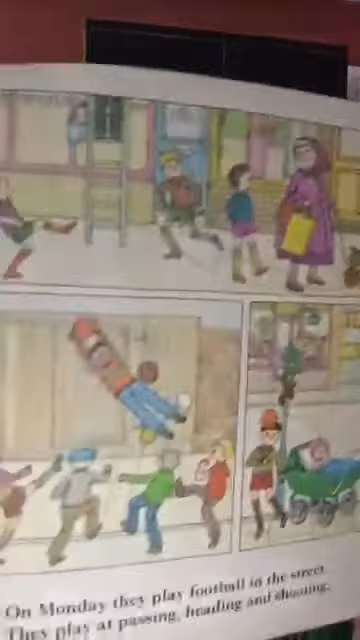 On Monday they play football in the street.
They play at passing, heading and shooting.